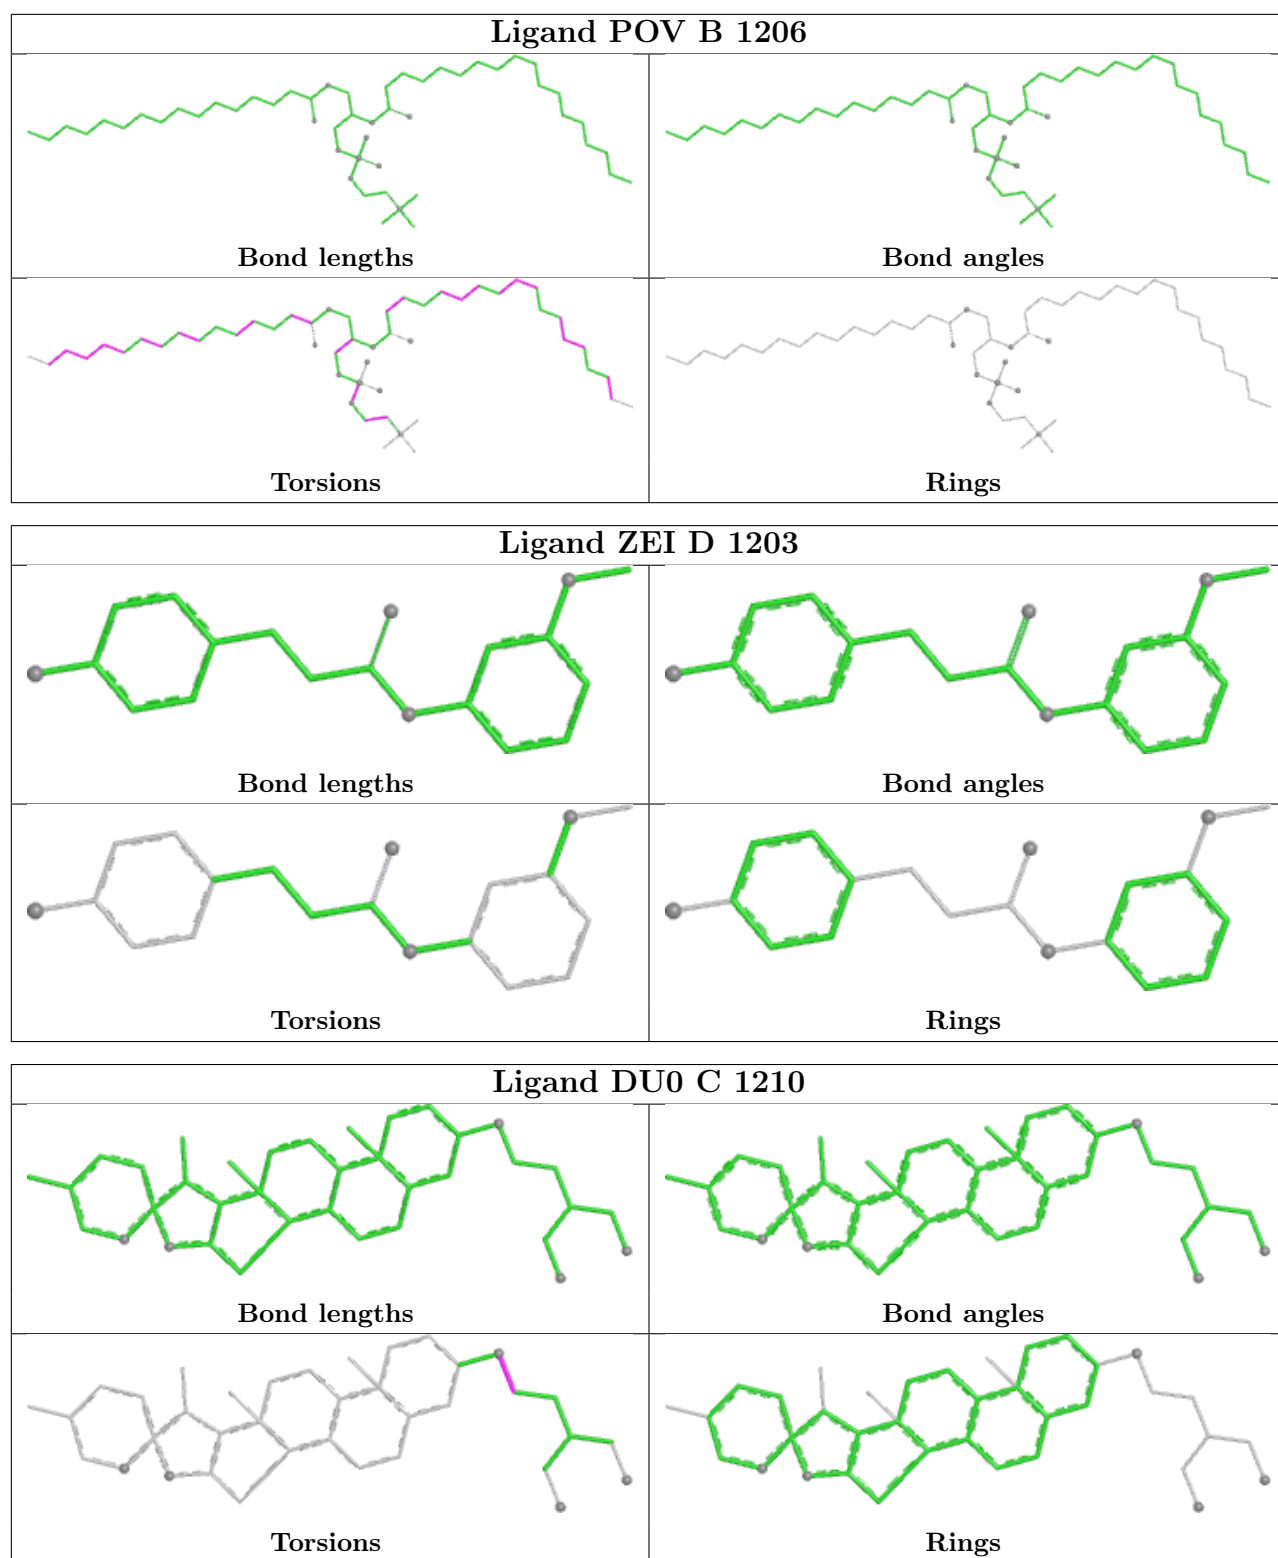 Ligand POV B 1206
Bond lengths
Bond angles
Torsions
Rings
Ligand ZEI D 1203
Bond lengths
Bond angles
Torsions
Rings
Ligand DU0 C 1210
Bond lengths
Bond angles
Torsions
Rings